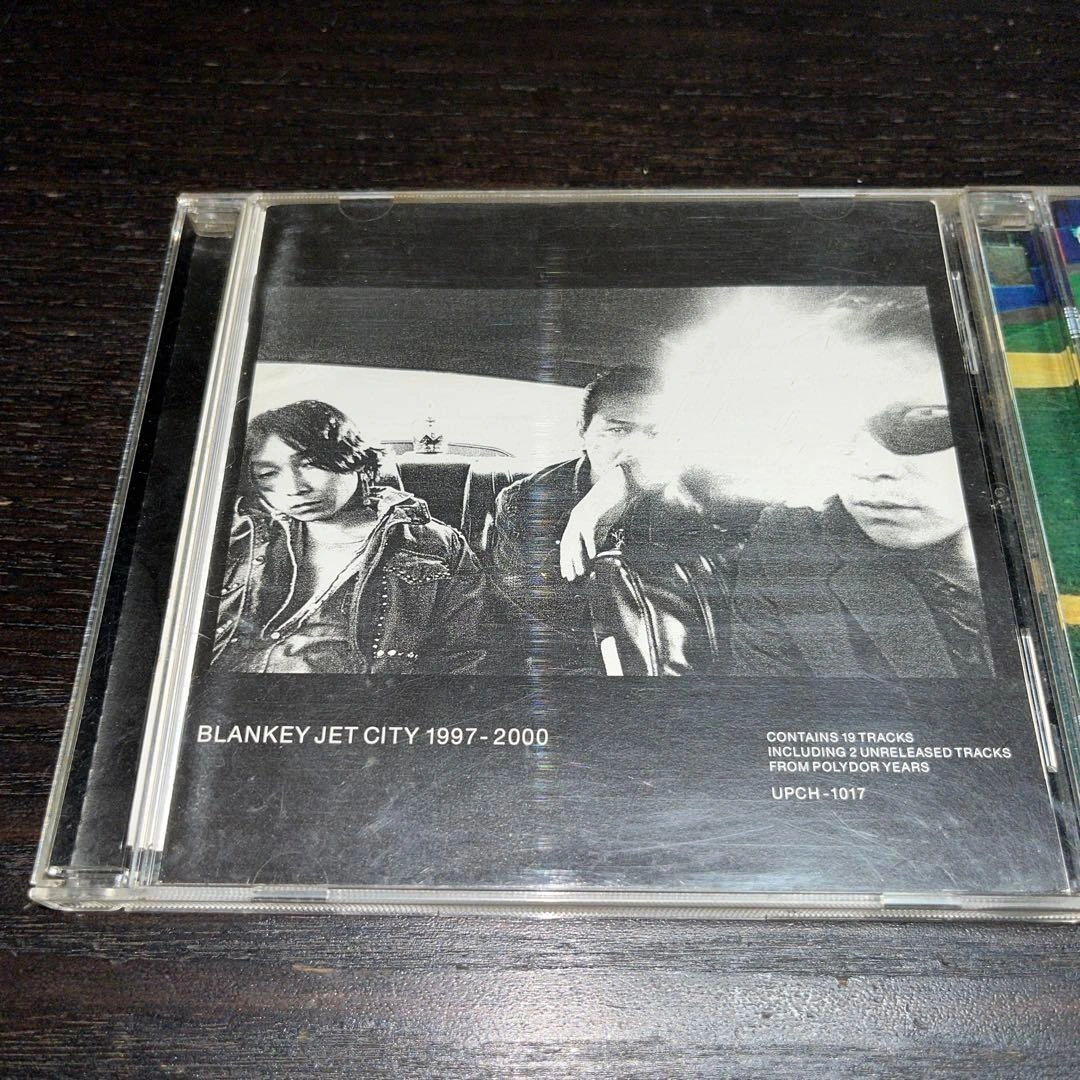 BLANKEY JET CITY 1997-2000
CONTAINS 19 TRACKS
INCLUDING 2 UNRELEASED TRACKS
FROM POLYDOR YEARS
UPCH-1017